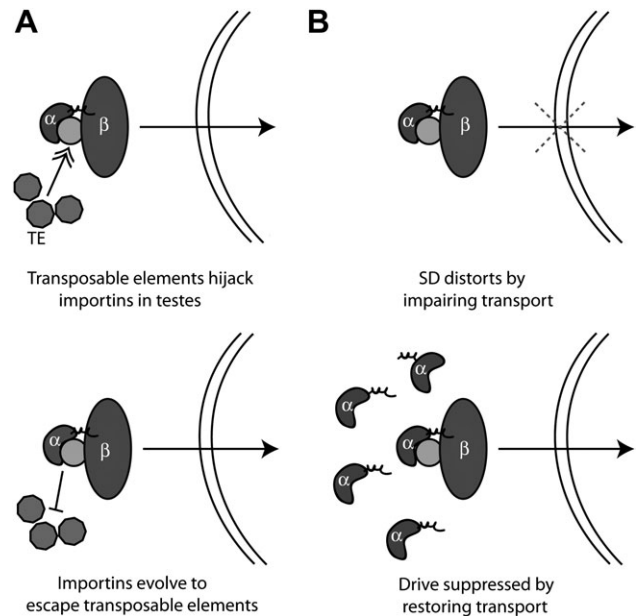 A
α
β
TE
Transposable elements hijack
importins in testes
α
β
Importins evolve to
escape transposable elements
B
α
β
SD distorts by
impairing transport
α
α
α
β
α
α
Drive suppressed by
restoring transport